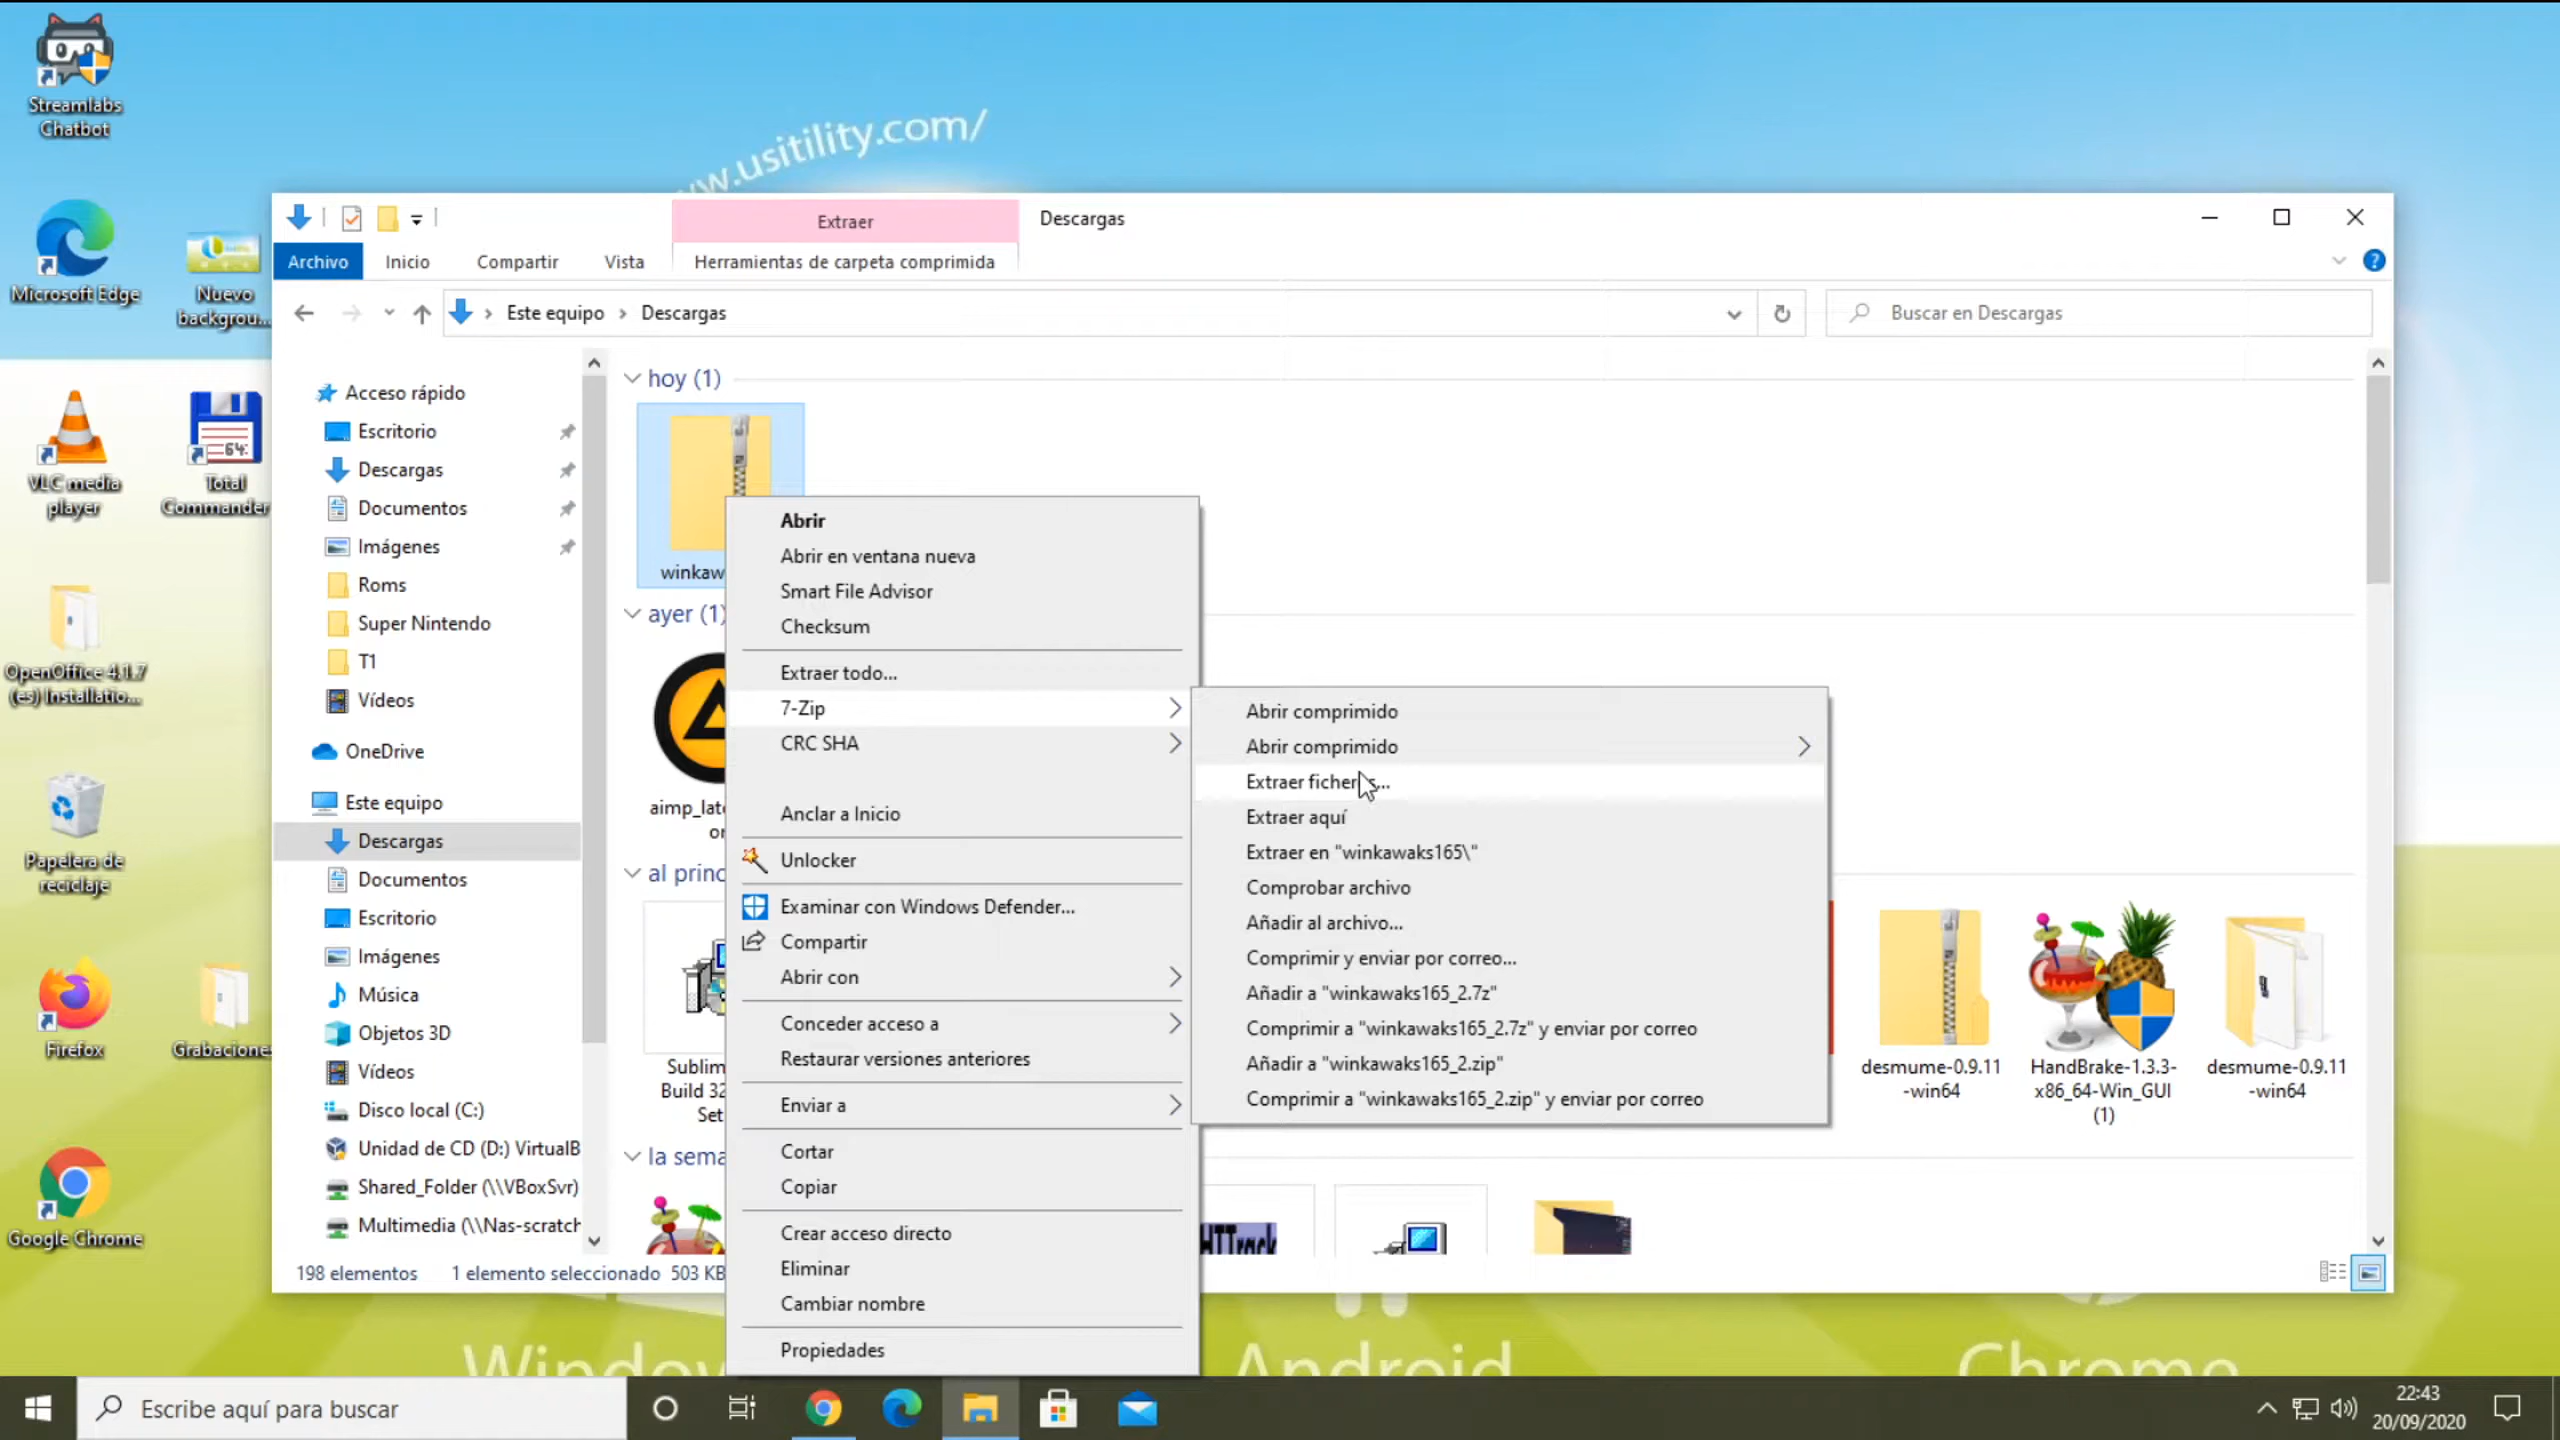 Streamlabs
Chatbot
Microsoft Edge
Nuevo
backgrou...
VLC media
player
Total
Commander
64
OpenOffice 4.1.7
(es) Installatio...
Papelera de
reciclaje
Firefox
Grabaciones
Google Chrome
www.usitility.com/
Extraer
Descargas
Archivo
Inicio
Compartir
Vista
Herramientas de carpeta comprimida
Este equipo
Descargas
Buscar en Descargas
Acceso rápido
Escritorio
Descargas
Documentos
Imágenes
Roms
Super Nintendo
T1
Vídeos
OneDrive
Este equipo
Descargas
Documentos
Escritorio
Imágenes
Música
Objetos 3D
Vídeos
Disco local (C:)
Unidad de CD (D:) VirtualB
Shared_Folder (\\VBoxSvr)
Multimedia (\\Nas-scratch
hoy (1)
winkaw
ayer (1)
aimp_late
or
al princ
Sublim
Build 32
Set
la sema
Abrir
Abrir en ventana nueva
Smart File Advisor
Checksum
Extraer todo...
7-Zip
CRC SHA
Anclar a Inicio
Unlocker
Examinar con Windows Defender...
Compartir
Abrir con
Conceder acceso a
Restaurar versiones anteriores
Enviar a
Cortar
Copiar
Crear acceso directo
Eliminar
Cambiar nombre
Propiedades
Abrir comprimido
Abrir comprimido
Extraer ficheros...
Extraer aquí
Extraer en "winkawaks165\"
Comprobar archivo
Añadir al archivo...
Comprimir y enviar por correo...
Añadir a "winkawaks165_2.7z"
Comprimir a "winkawaks165_2.7z" y enviar por correo
Añadir a "winkawaks165_2.zip"
Comprimir a "winkawaks165_2.zip" y enviar por correo
desmume-0.9.11
-win64
HandBrake-1.3.3-
x86_64-Win_GUI
(1)
desmume-0.9.11
-win64
HTTrack
198 elementos
1 elemento seleccionado
503 KB
Window
Android
Chrome
Escribe aquí para buscar
22:43
20/09/2020